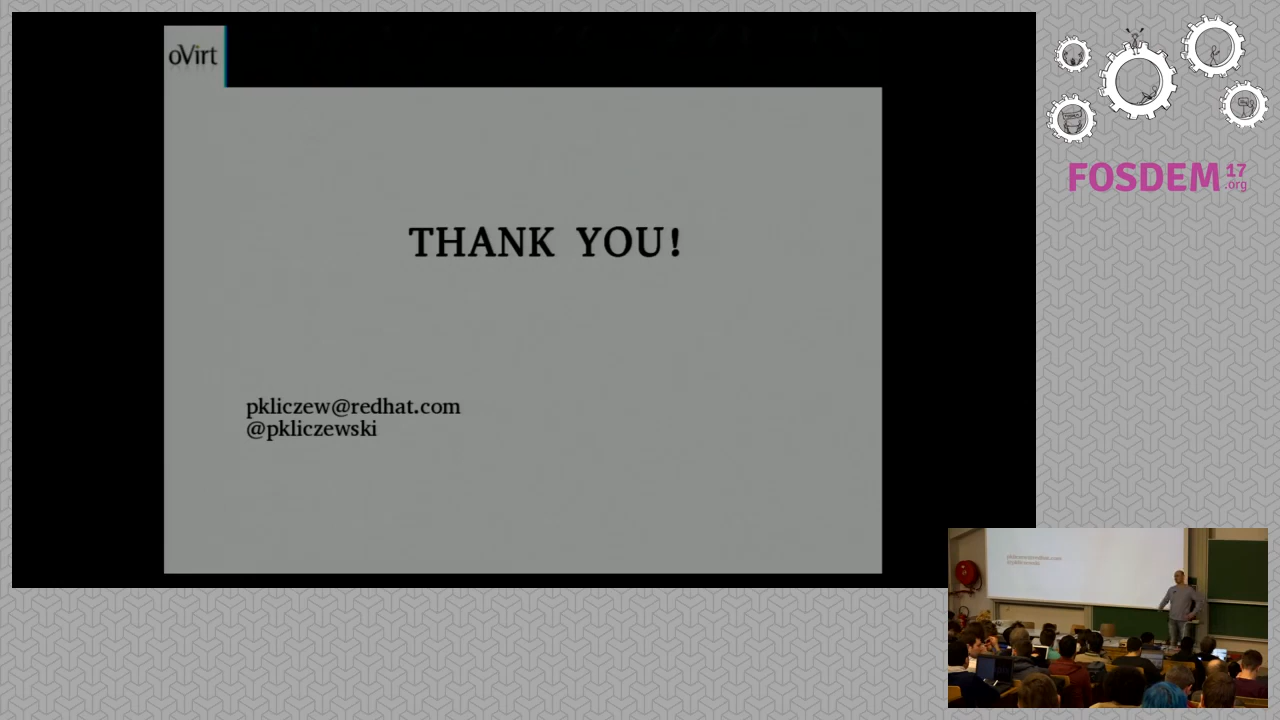 oVirt
THANK YOU!
pkliczew@redhat.com
@pkliczewski
FOSDEM 17
.org